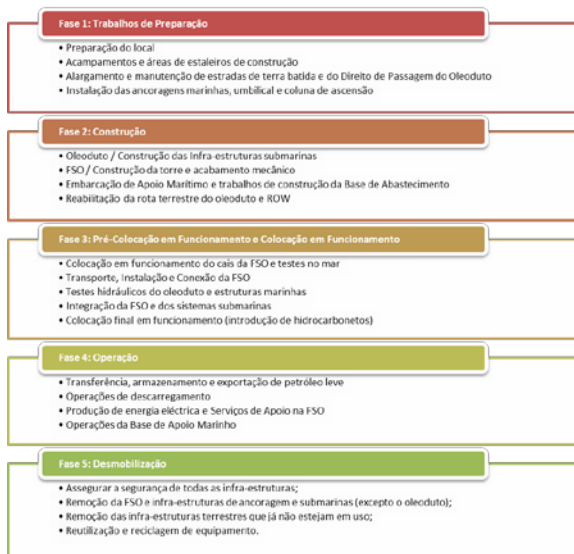 Fase 1: Trabalhos de Preparação
• Preparação do local
• Acampamentos e áreas de estaleiros de construção
• Alargamento e manutenção de estradas de terra batida e do Direito de Passagem do Oleoduto
• Instalação das ancoragens marinhas, umbilical e coluna de ascensão
Fase 2: Construção
• Oleoduto / Construção das Infra-estruturas submarinas
• FSO / Construção da torre e acabamento mecânico
• Embarcação de Apoio Marítimo e trabalhos de construção da Base de Abastecimento
• Reabilitação da rota terrestre do oleoduto e ROW
Fase 3: Pré-Colocação em Funcionamento e Colocação em Funcionamento
• Colocação em funcionamento do cais da FSO e testes no mar
• Transporte, Instalação e Conexão da FSO
• Testes hidráulicos do oleoduto e estruturas marinhas
• Integração da FSO e dos sistemas submarinas
• Colocação final em funcionamento (introdução de hidrocarbonetos)
Fase 4: Operação
• Transferência, armazenamento e exportação de petróleo leve
• Operações de descarregamento
• Produção de energia eléctrica e Serviços de Apoio na FSO
• Operações da Base de Apoio Marinho
Fase 5: Desmobilização
• Assegurar a segurança de todas as infra-estruturas;
• Remoção da FSO e infra-estruturas de ancoragem e submarinas (excepto o oleoduto);
• Remoção das infra-estruturas terrestres que já não estejam em uso;
• Reutilização e reciclagem de equipamento.